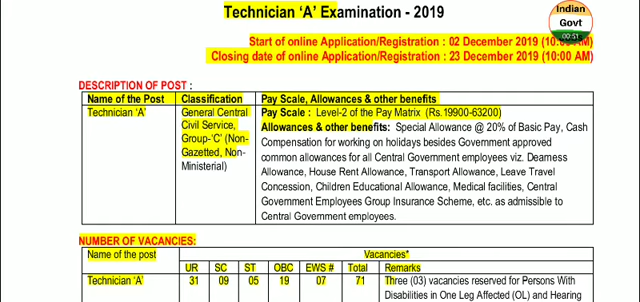 Technician ‘A’ Examination - 2019
Indian
Govt
00:51
Start of online Application/Registration : 02 December 2019 (10: AM)
Closing date of online Application/Registration : 23 December 2019 (10:00 AM)
DESCRIPTION OF POST :
Name of the Post Classification Pay Scale, Allowances & other benefits
Technician ‘A’ General Central Pay Scale : Level-2 of the Pay Matrix (Rs.19900-63200)
Civil Service, Allowances & other benefits: Special Allowance @ 20% of Basic Pay, Cash
Group-‘C’ (Non- Compensation for working on holidays besides Government approved
Gazetted, Non- common allowances for all Central Government employees viz. Dearness
Ministerial) Allowance, House Rent Allowance, Transport Allowance, Leave Travel
Concession, Children Educational Allowance, Medical facilities, Central
Government Employees Group Insurance Scheme, etc. as admissible to
Central Government employees.
NUMBER OF VACANCIES:
Name of the post Vacancies*
UR SC ST OBC EWS # Total Remarks
Technician ‘A’ 31 09 05 19 07 71 Three (03) vacancies reserved for Persons With
Disabilities in One Leg Affected (OL) and Hearing